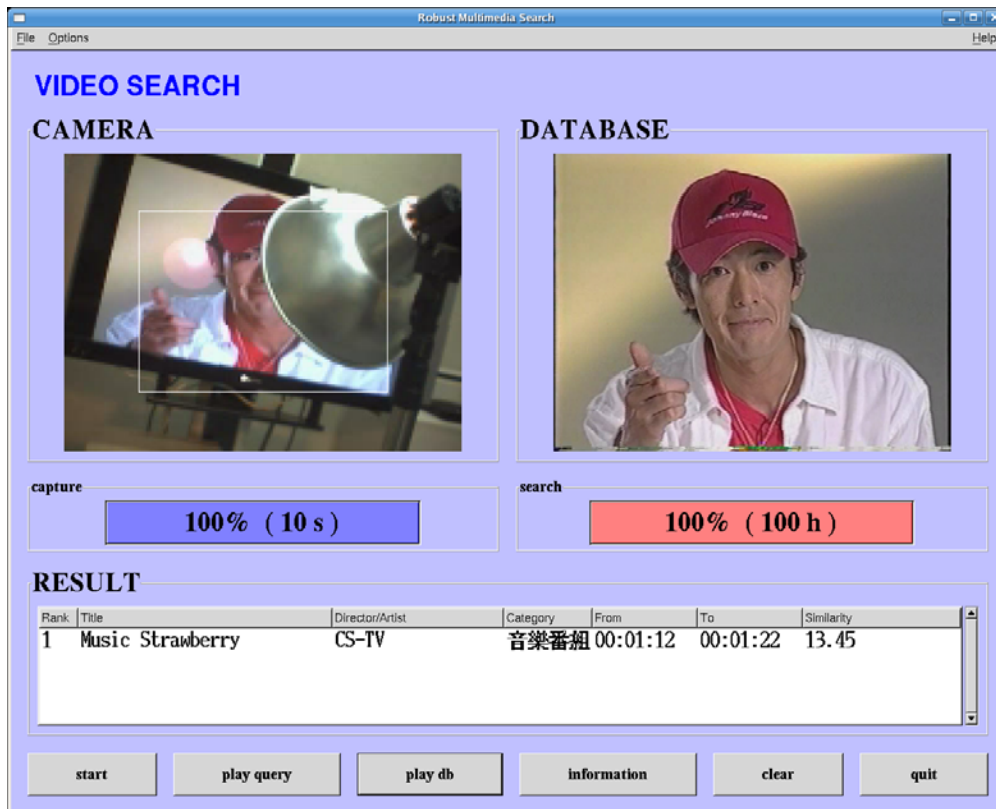 Robust Multimedia Search
File Options Help
VIDEO SEARCH
CAMERA
DATABASE
capture
100% ( 10 s )
search
100% ( 100 h )
RESULT
Rank Title Director/Artist Category From To Similarity
1 Music Strawberry CS-TV 音樂番組 00:01:12 00:01:22 13.45
start play query play db information clear quit